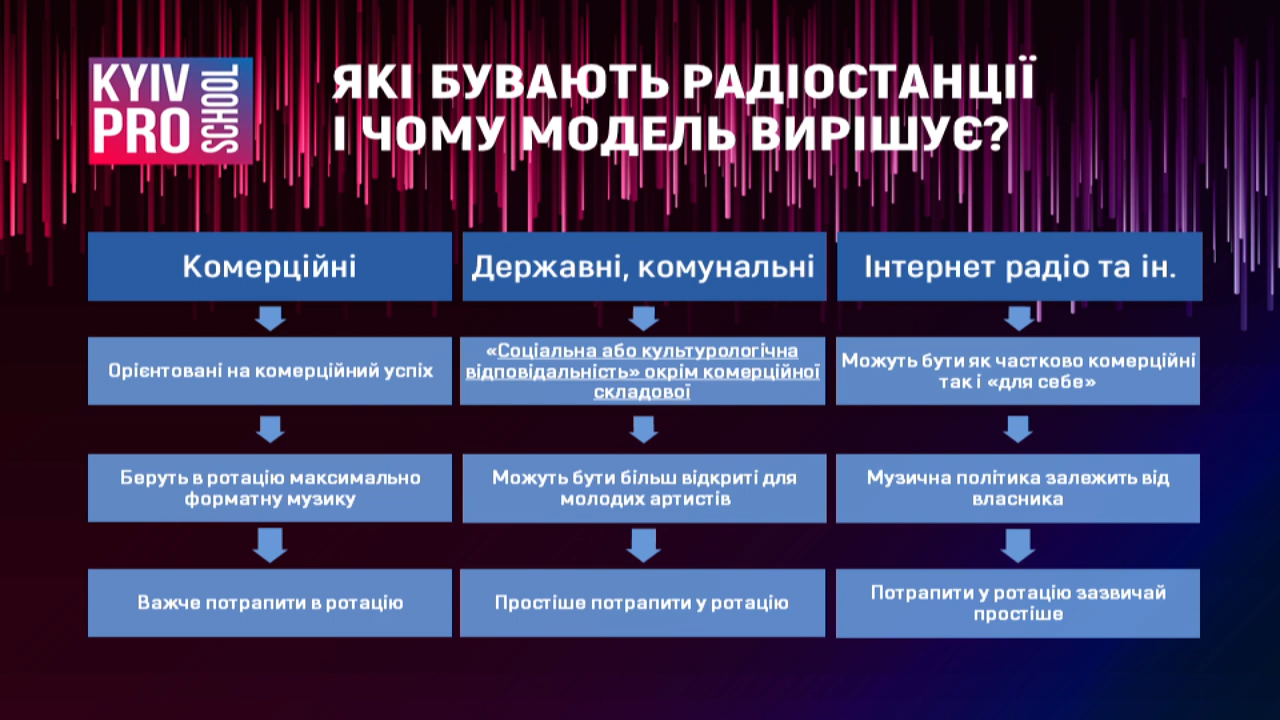 KYIV
PRO
SCHOOL
ЯКІ БУВАЮТЬ РАДІОСТАНЦІЇ
І ЧОМУ МОДЕЛЬ ВИРІШУЄ?
Комерційні
Державні, комунальні
Інтернет радіо та ін.
Орієнтовані на комерційний успіх
«Соціальна або культурологічна
відповідальність» окрім комерційної
складової
Можуть бути як частково комерційні
так і «для себе»
Беруть в ротацію максимально
форматну музику
Можуть бути більш відкриті для
молодих артистів
Музична політика залежить від
власника
Важче потрапити в ротацію
Простіше потрапити у ротацію
Потрапити у ротацію зазвичай
простіше